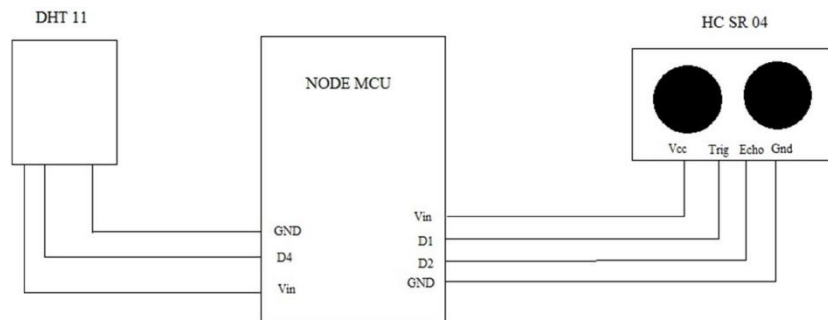 DHT 11
HC SR 04
NODE MCU
Vcc Trig Echo Gnd
Vin
GND
D1
D4
D2
GND
Vin